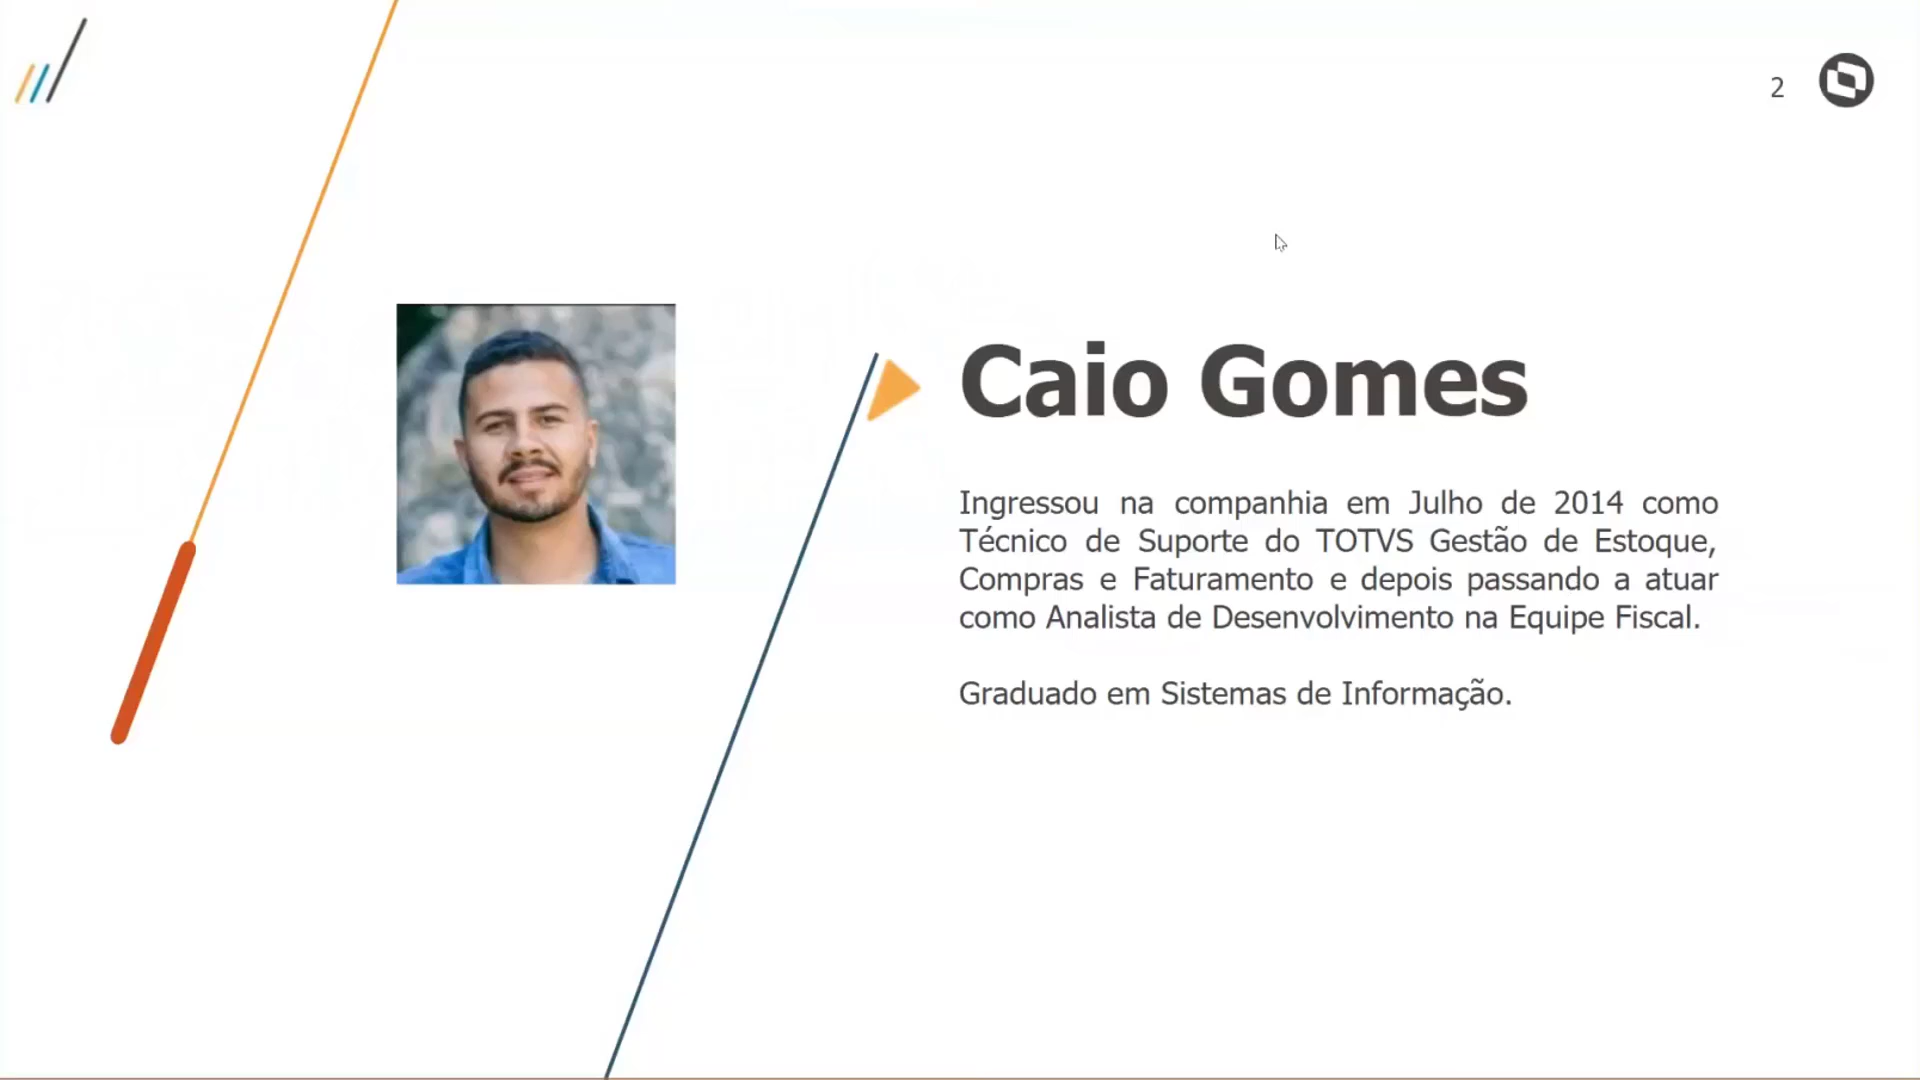 2
Caio Gomes
Ingressou na companhia em Julho de 2014 como
Técnico de Suporte do TOTVS Gestão de Estoque,
Compras e Faturamento e depois passando a atuar
como Analista de Desenvolvimento na Equipe Fiscal.
Graduado em Sistemas de Informação.